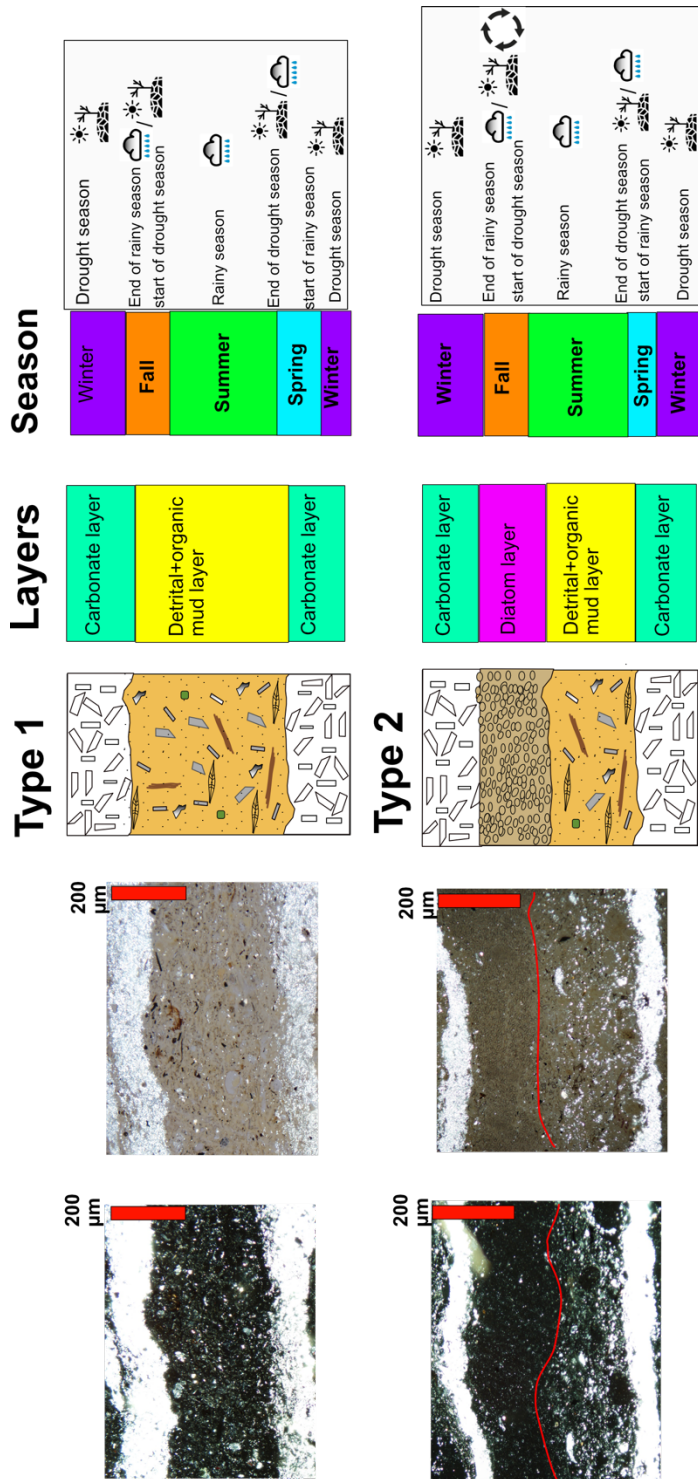 Type 1
Layers
Season
200
µm
200
µm
Carbonate layer
Detrital+organic
mud layer
Carbonate layer
Winter
Fall
Summer
Spring
Winter
Drought season
End of rainy season /
start of drought season
Rainy season
End of drought season /
start of rainy season
Drought season
Type 2
200
µm
200
µm
Carbonate layer
Diatom layer
Detrital+organic
mud layer
Carbonate layer
Winter
Fall
Summer
Spring
Winter
Drought season
End of rainy season /
start of drought season
Rainy season
End of drought season /
start of rainy season
Drought season